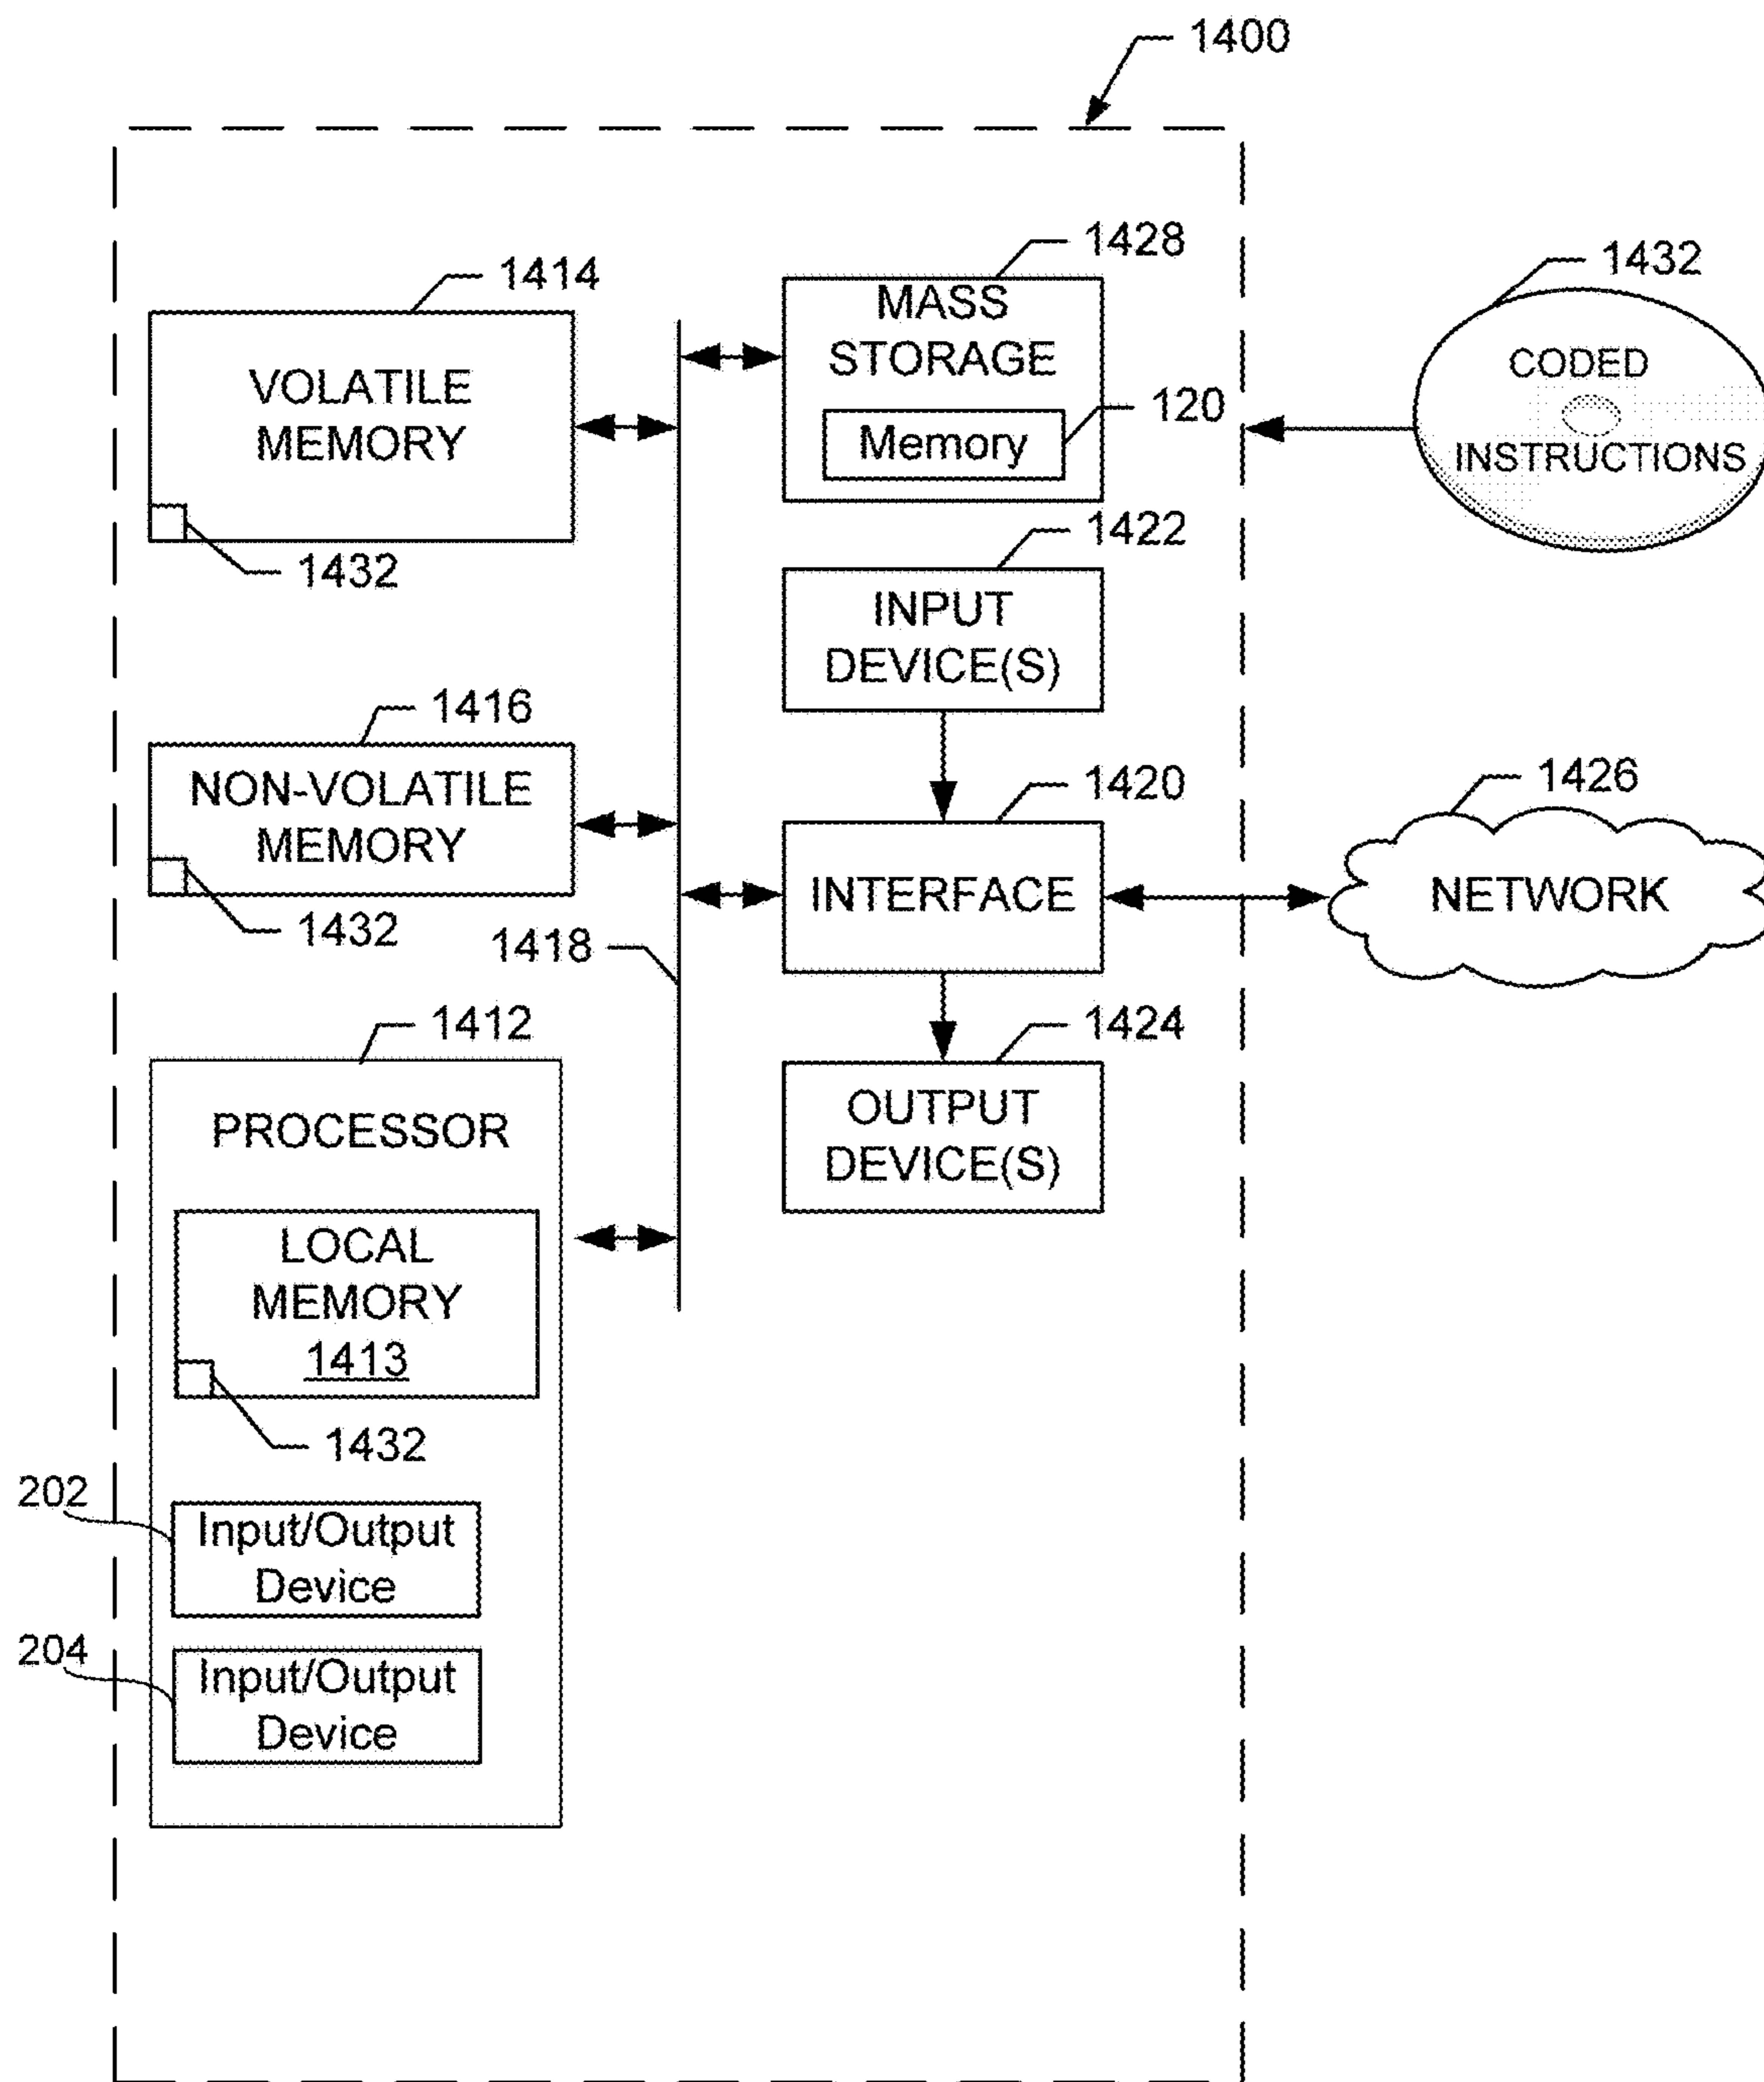 1400
1414
VOLATILE
MEMORY
1432
1428
MASS
STORAGE
Memory
120
1432
CODED
INSTRUCTIONS
1422
INPUT
DEVICE(S)
1416
NON-VOLATILE
MEMORY
1432
1420
INTERFACE
1426
NETWORK
1418
1412
PROCESSOR
LOCAL
MEMORY
1413
1432
1424
OUTPUT
DEVICE(S)
202
Input/Output
Device
204
Input/Output
Device